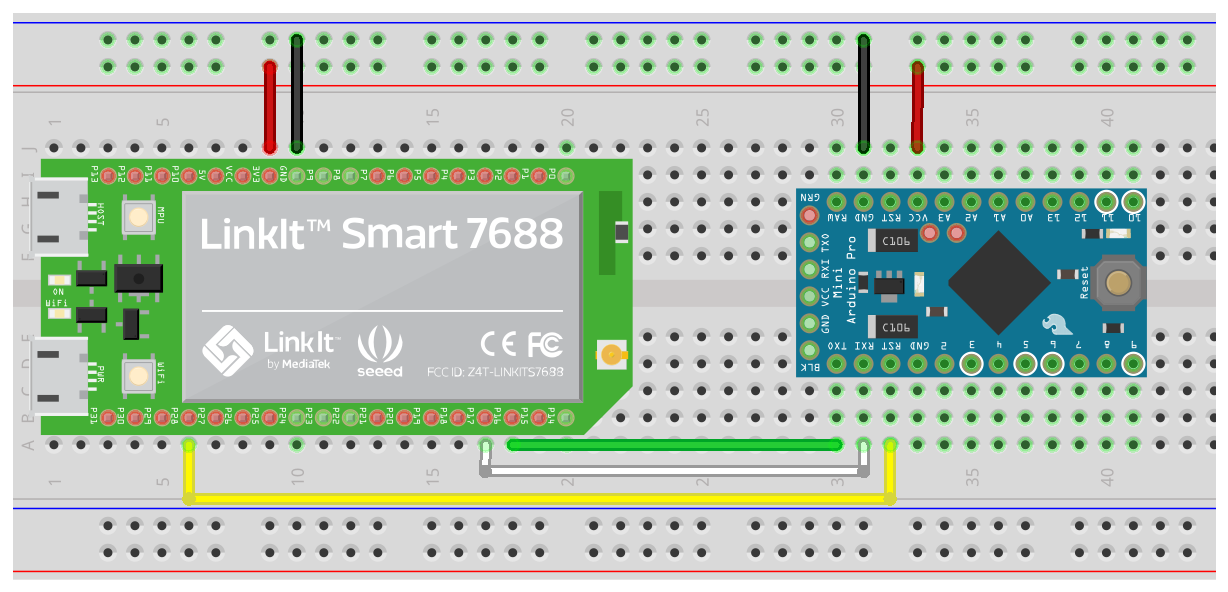 1 5 15 20 25 30 35 40
J
I
P13 P12 P11 P10 5V VCC 3V3 GND P9 P8 P7 P6 P5 P4 P3 P2 P1 P0
HOST
MPU
LinkIt™ Smart 7688
ON
WiFi
LinkIt™
by MediaTek
seeed
CE FC
FCC ID: Z4T-LINKITS7688
PWR
WiFi
P31 P30 P29 P28 P27 P26 P25 P24 P23 P22 P21 P20 P19 P18 P17 P16 P15 P14
GRN
RAW GND RST VCC A3 A2 A1 A0 13 12 11 10
TXO
RXI
VCC
GND
BLK
Arduino Pro
Mini
C106
C106
Reset
TXO RXI RST GND 2 3 4 5 6 7 8 9
B
A
1 5 10 15 2 25 3 35 40